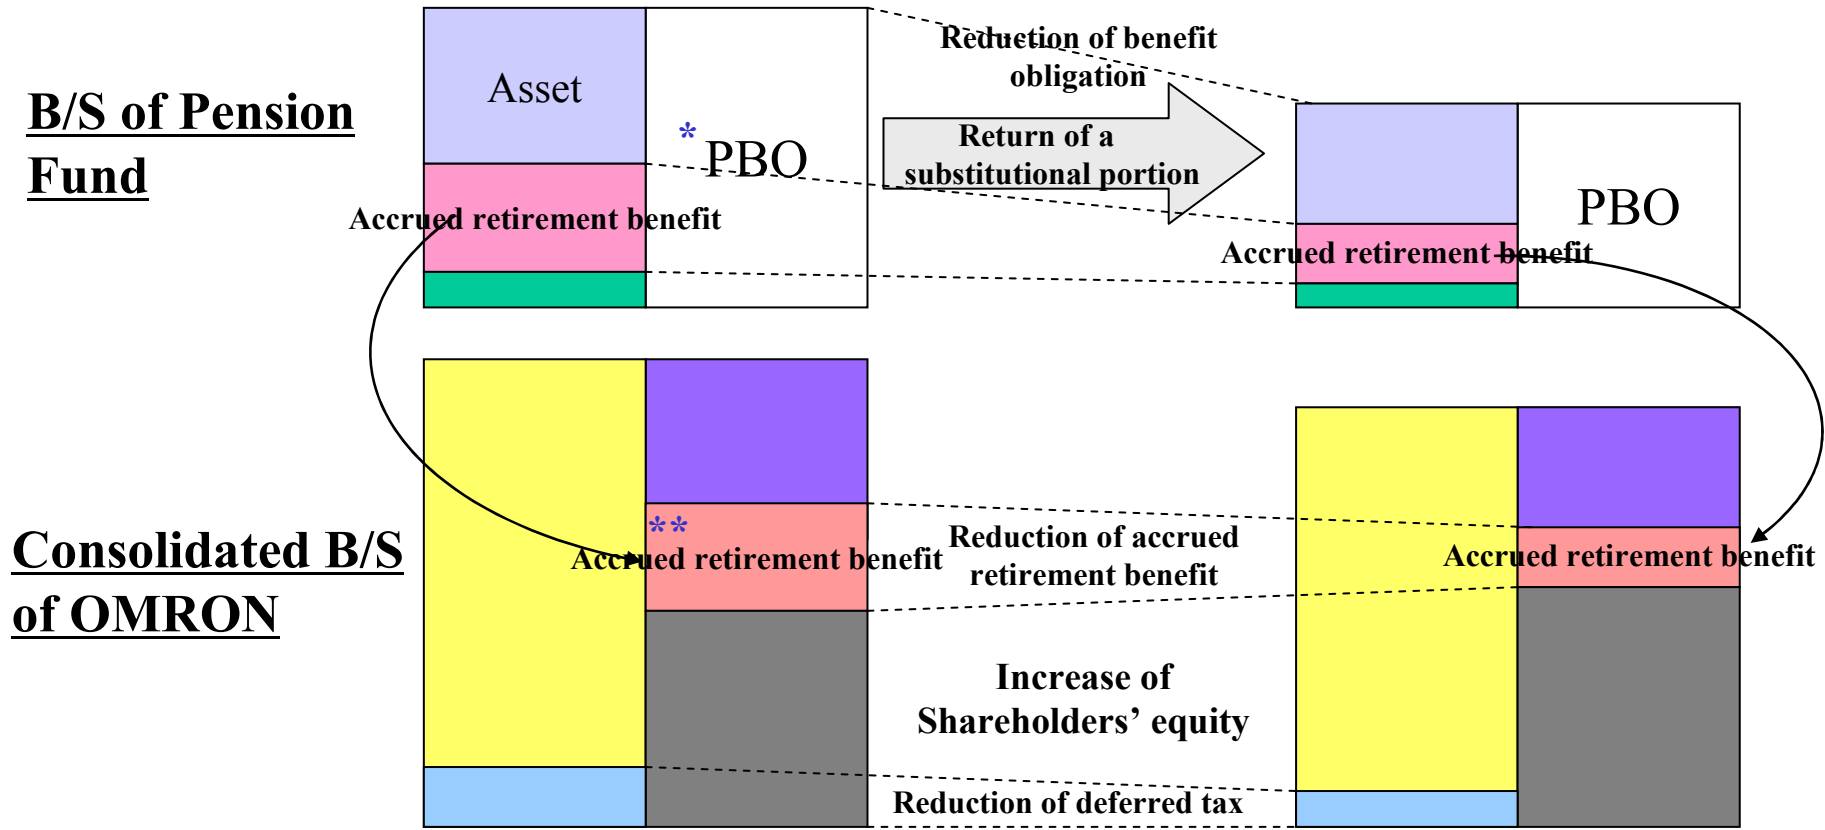 B/S of Pension
Fund
Asset
* PBO
Accrued retirement benefit
Reduction of benefit
obligation
Return of a
substitutional portion
PBO
Accrued retirement benefit
Consolidated B/S
of OMRON
**
Accrued retirement benefit
Reduction of accrued
retirement benefit
Accrued retirement benefit
Increase of
Shareholders’ equity
Reduction of deferred tax